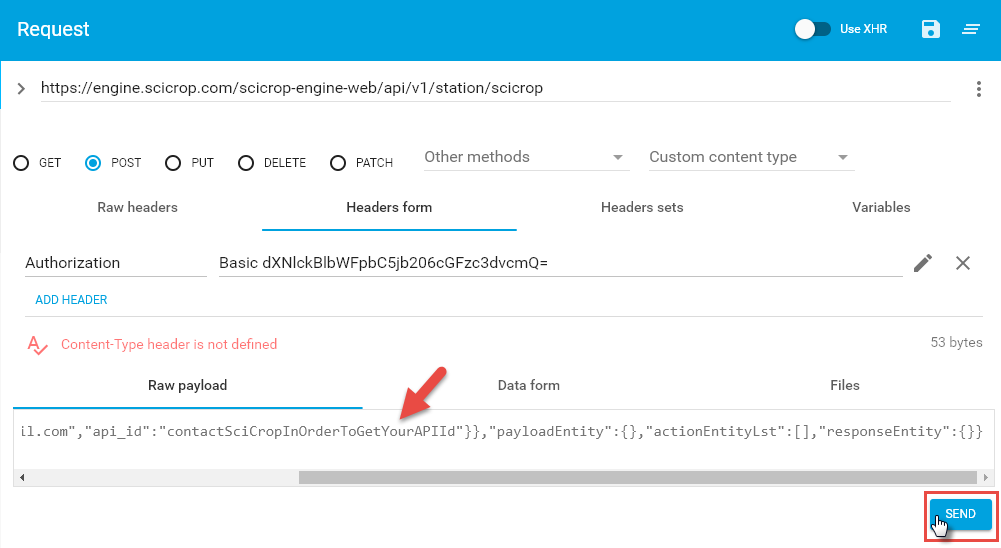 Request
Use XHR
https://engine.scicrop.com/scicrop-engine-web/api/v1/station/scicrop
GET POST PUT DELETE PATCH Other methods Custom content type
Raw headers Headers form Headers sets Variables
Authorization Basic dXNlckBlbWFpbC5jb206cGFzc3dvcmQ=
ADD HEADER
Content-Type header is not defined 53 bytes
Raw payload Data form Files
il.com","api_id":"contactSciCropInOrderToGetYourAPIId"}},"payloadEntity":{},"actionEntityLst":[],"responseEntity":{}}
SEND